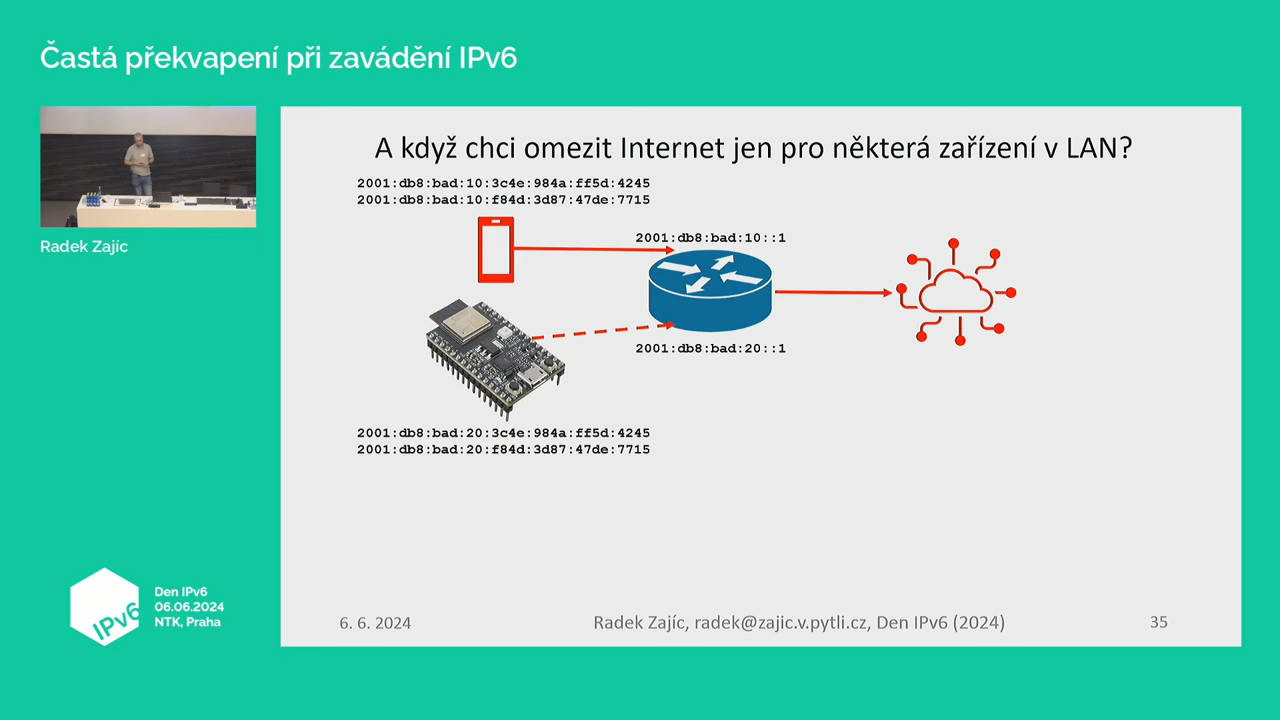 Častá překvapení při zavádění IPv6
Radek Zajíc
A když chci omezit Internet jen pro některá zařízení v LAN?
2001:db8:bad:10:3c4e:984a:ff5d:4245
2001:db8:bad:10:f84d:3d87:47de:7715
2001:db8:bad:10::1
2001:db8:bad:20::1
2001:db8:bad:20:3c4e:984a:ff5d:4245
2001:db8:bad:20:f84d:3d87:47de:7715
6. 6. 2024
Radek Zajíc, radek@zajic.v.pytli.cz, Den IPv6 (2024)
35
IPv6
Den IPv6
06.06.2024
NTK, Praha